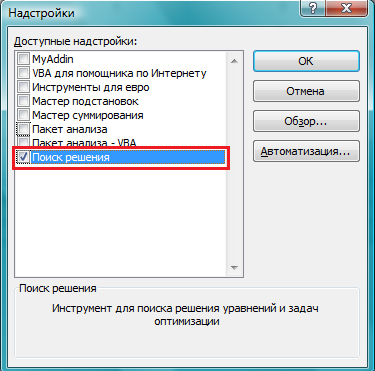 Надстройки
Доступные надстройки:
MyAddin
VBA для помощника по Интернету
Инструменты для евро
Мастер подстановок
Мастер суммирования
Пакет анализа
Пакет анализа - VBA
Поиск решения
ОК
Отмена
Обзор...
Автоматизация...
Поиск решения
Инструмент для поиска решения уравнений и задач
оптимизации